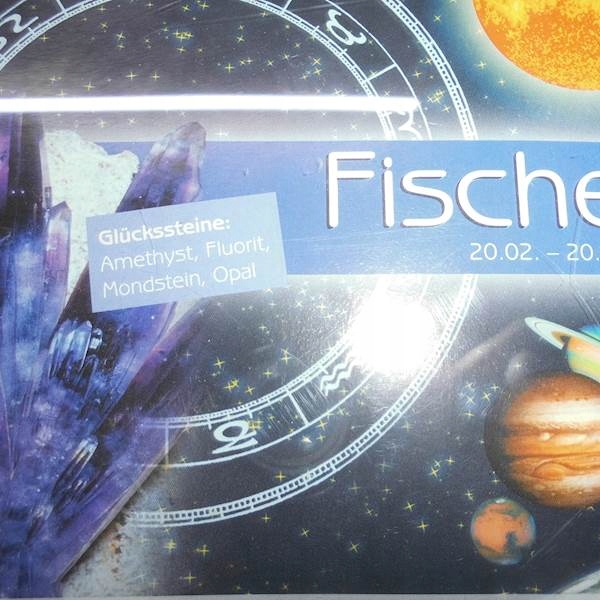 Fische
20.02. – 20.
Glückssteine:
Amethyst, Fluorit,
Mondstein, Opal